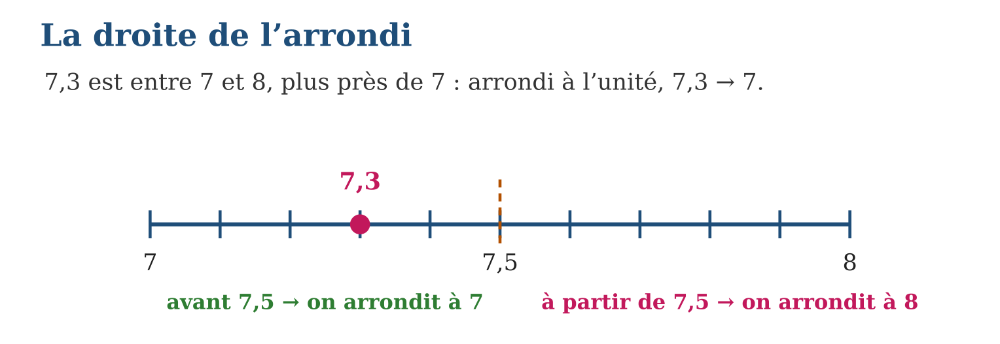 La droite de l’arrondi
7,3 est entre 7 et 8, plus près de 7 : arrondi à l’unité, 7,3 → 7.
7,3
7 7,5 8
avant 7,5 → on arrondit à 7 à partir de 7,5 → on arrondit à 8